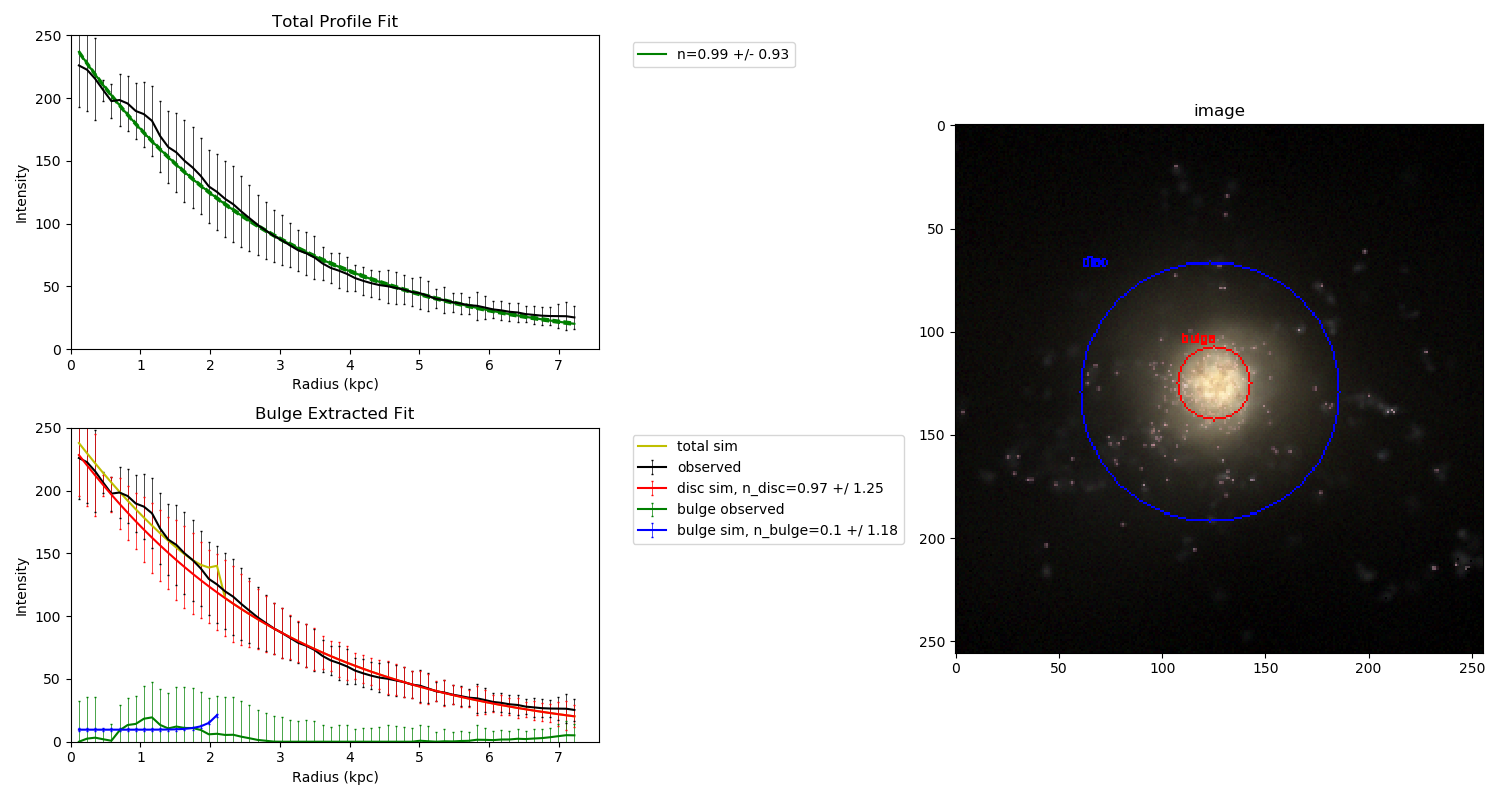 Total Profile Fit
250
200
150
100
50
0
Intensity
0 1 2 3 4 5 6 7
Radius (kpc)
n=0.99 +/- 0.93
Bulge Extracted Fit
250
200
150
100
50
0
Intensity
0 1 2 3 4 5 6 7
Radius (kpc)
total sim
observed
disc sim, n_disc=0.97 +/ 1.25
bulge observed
bulge sim, n_bulge=0.1 +/ 1.18
image
0
50
100
150
200
250
0 50 100 150 200 250
bulge